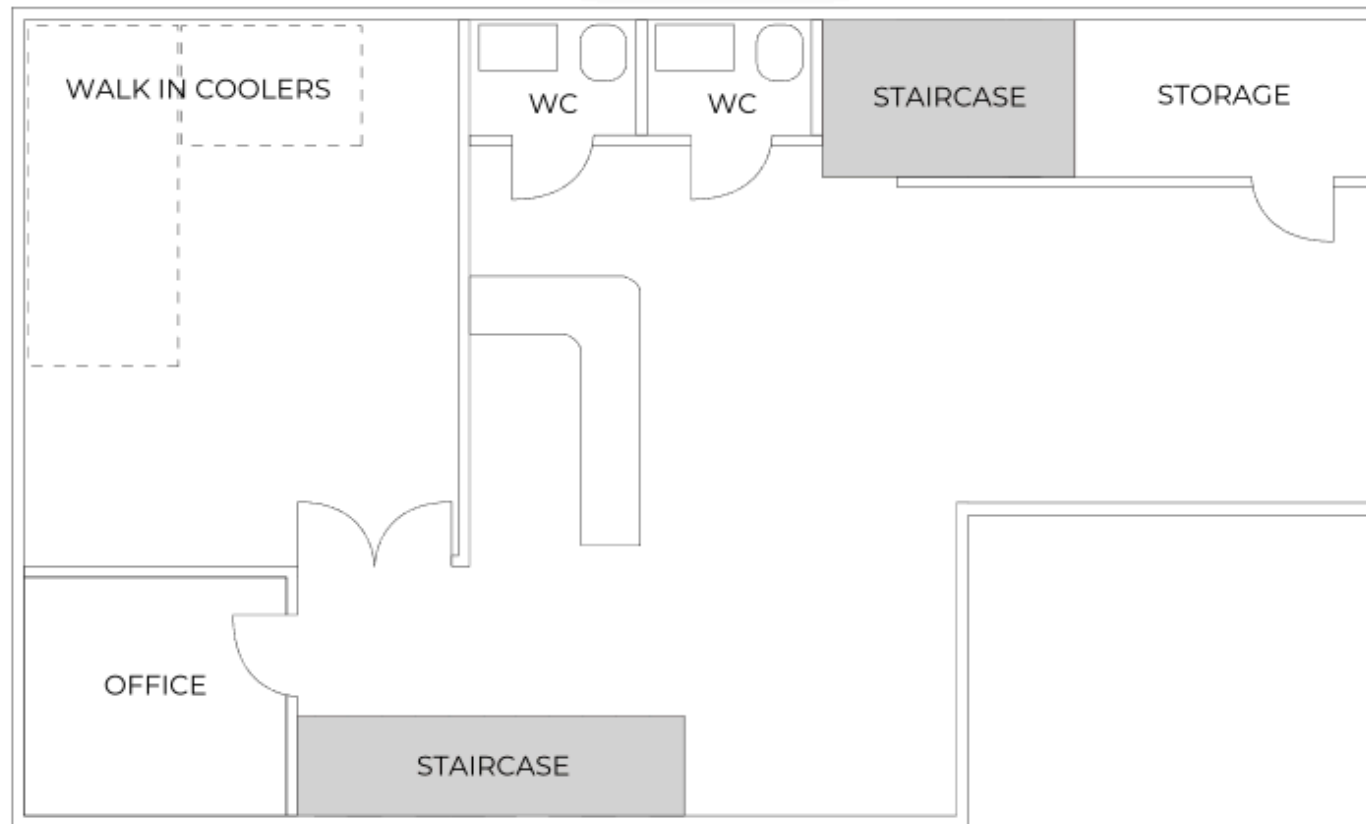 WALK IN COOLERS
WC
WC
STAIRCASE
STORAGE
OFFICE
STAIRCASE